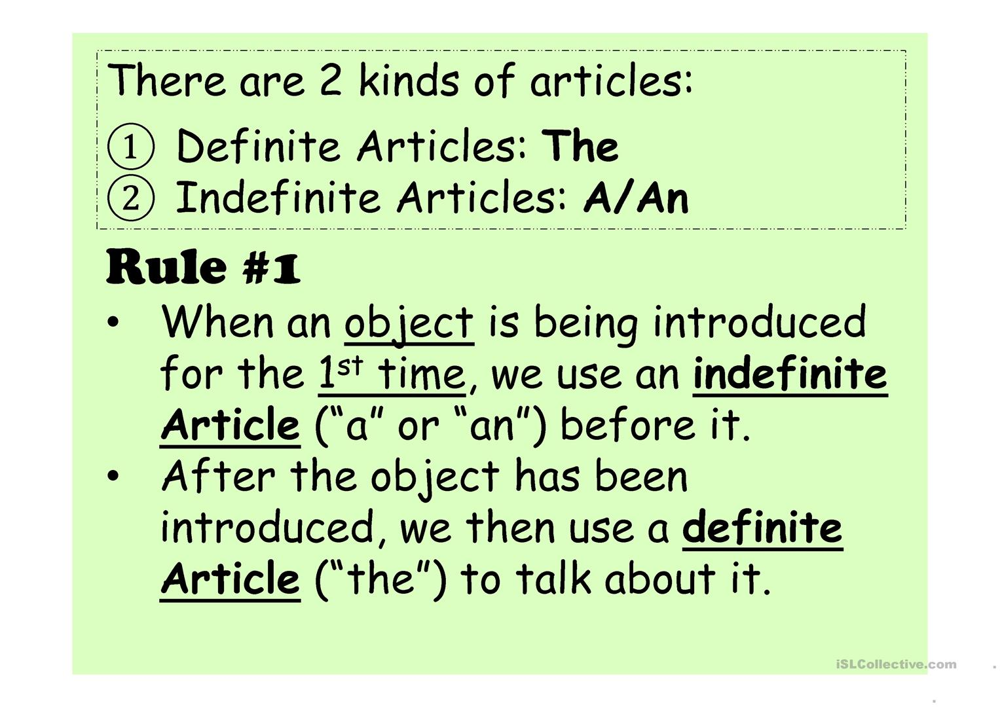 There are 2 kinds of articles:
① Definite Articles: The
② Indefinite Articles: A/An
Rule #1
• When an object is being introduced
for the 1st time, we use an indefinite
Article (“a” or “an”) before it.
• After the object has been
introduced, we then use a definite
Article (“the”) to talk about it.
iSLCollective.com